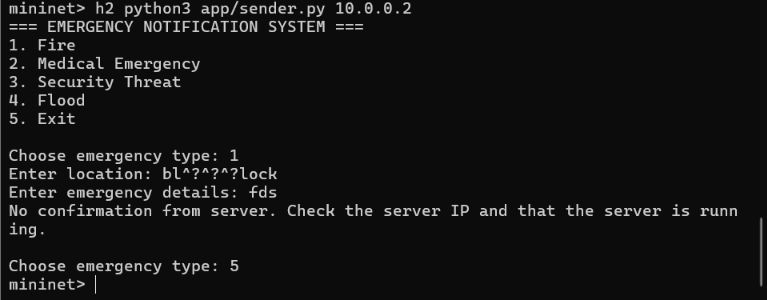 mininet> h2 python3 app/sender.py 10.0.0.2
=== EMERGENCY NOTIFICATION SYSTEM ===
1. Fire
2. Medical Emergency
3. Security Threat
4. Flood
5. Exit
Choose emergency type: 1
Enter location: bl^?^?^?lock
Enter emergency details: fds
No confirmation from server. Check the server IP and that the server is runn
ing.
Choose emergency type: 5
mininet>